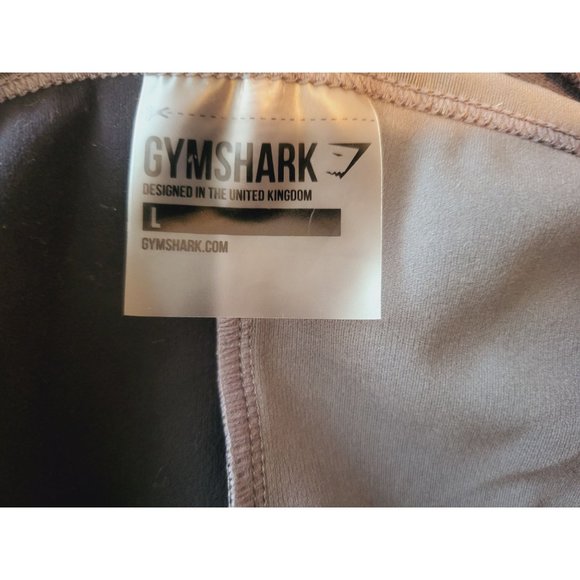 GYMSHARK
DESIGNED IN THE UNITED KINGDOM
L
GYMSHARK.COM